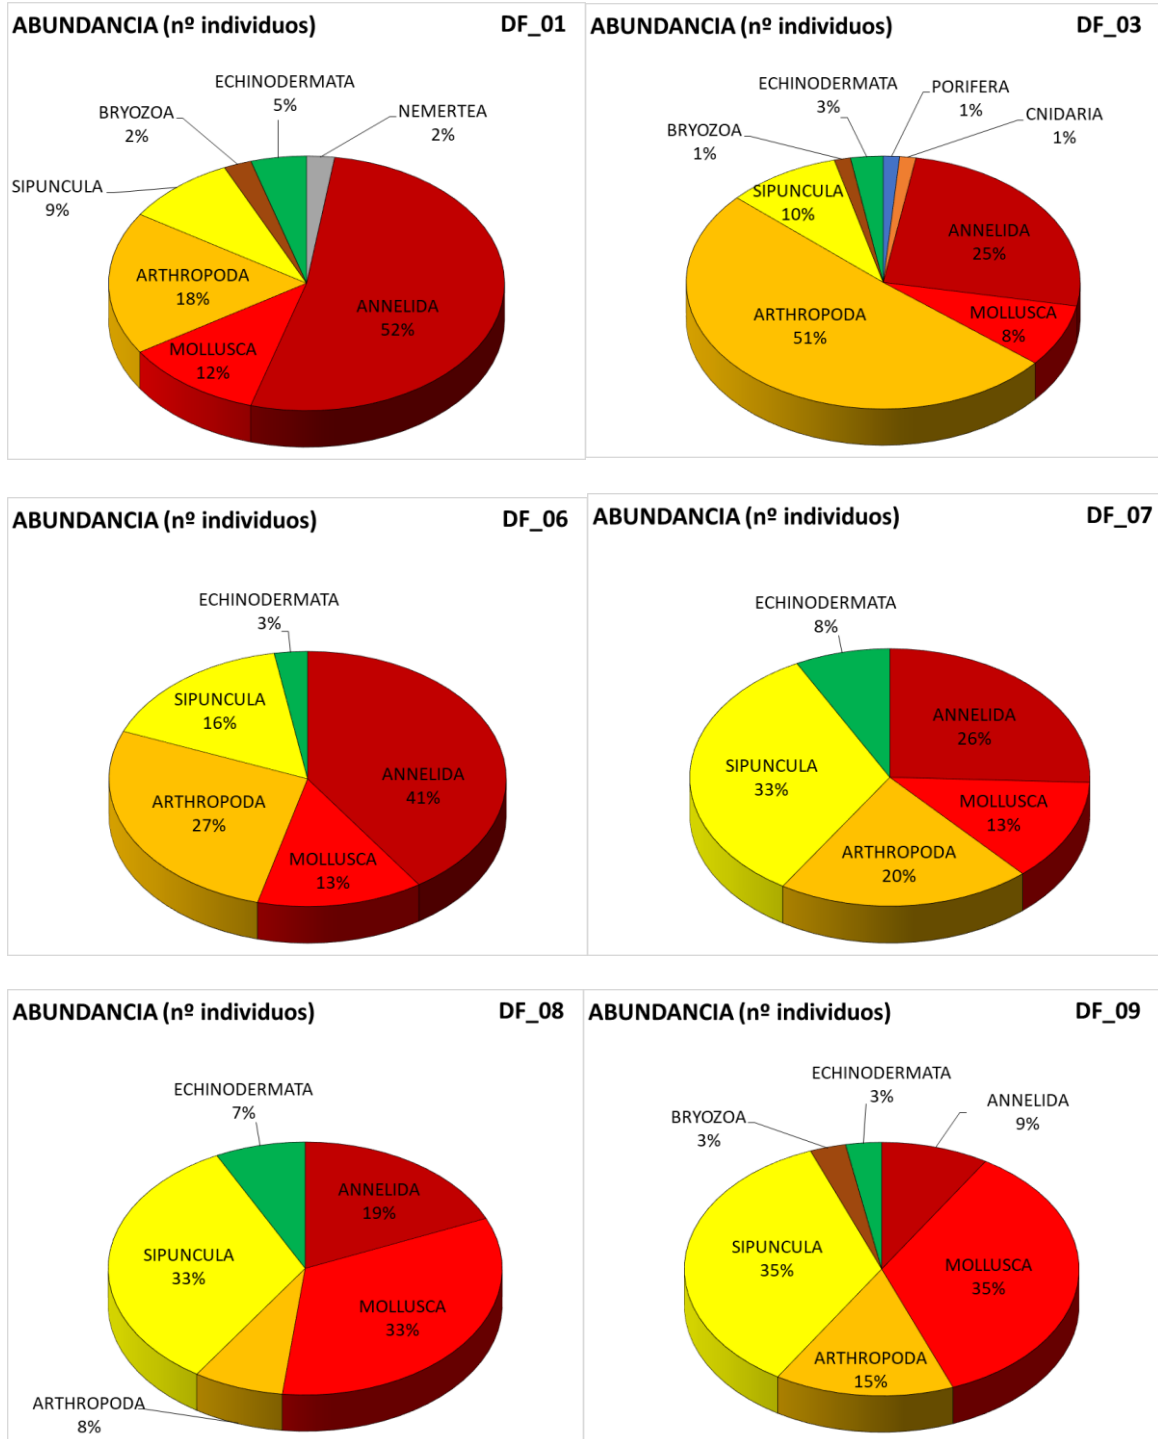 ABUNDANCIA (nº individuos) DF_01
ECHINODERMATA
5%
BRYOZOA
2%
NEMERTEA
2%
SIPUNCULA
9%
ARTHROPODA
18%
ANNELIDA
52%
MOLLUSCA
12%
ABUNDANCIA (nº individuos) DF_03
ECHINODERMATA
3%
PORIFERA
1%
CNIDARIA
1%
BRYOZOA
1%
SIPUNCULA
10%
ANNELIDA
25%
ARTHROPODA
51%
MOLLUSCA
8%
ABUNDANCIA (nº individuos) DF_06
ECHINODERMATA
3%
SIPUNCULA
16%
ANNELIDA
41%
ARTHROPODA
27%
MOLLUSCA
13%
ABUNDANCIA (nº individuos) DF_07
ECHINODERMATA
8%
ANNELIDA
26%
SIPUNCULA
33%
MOLLUSCA
13%
ARTHROPODA
20%
ABUNDANCIA (nº individuos) DF_08
ECHINODERMATA
7%
ANNELIDA
19%
SIPUNCULA
33%
MOLLUSCA
33%
ARTHROPODA
8%
ABUNDANCIA (nº individuos) DF_09
ECHINODERMATA
3%
ANNELIDA
9%
BRYOZOA
3%
SIPUNCULA
35%
MOLLUSCA
35%
ARTHROPODA
15%